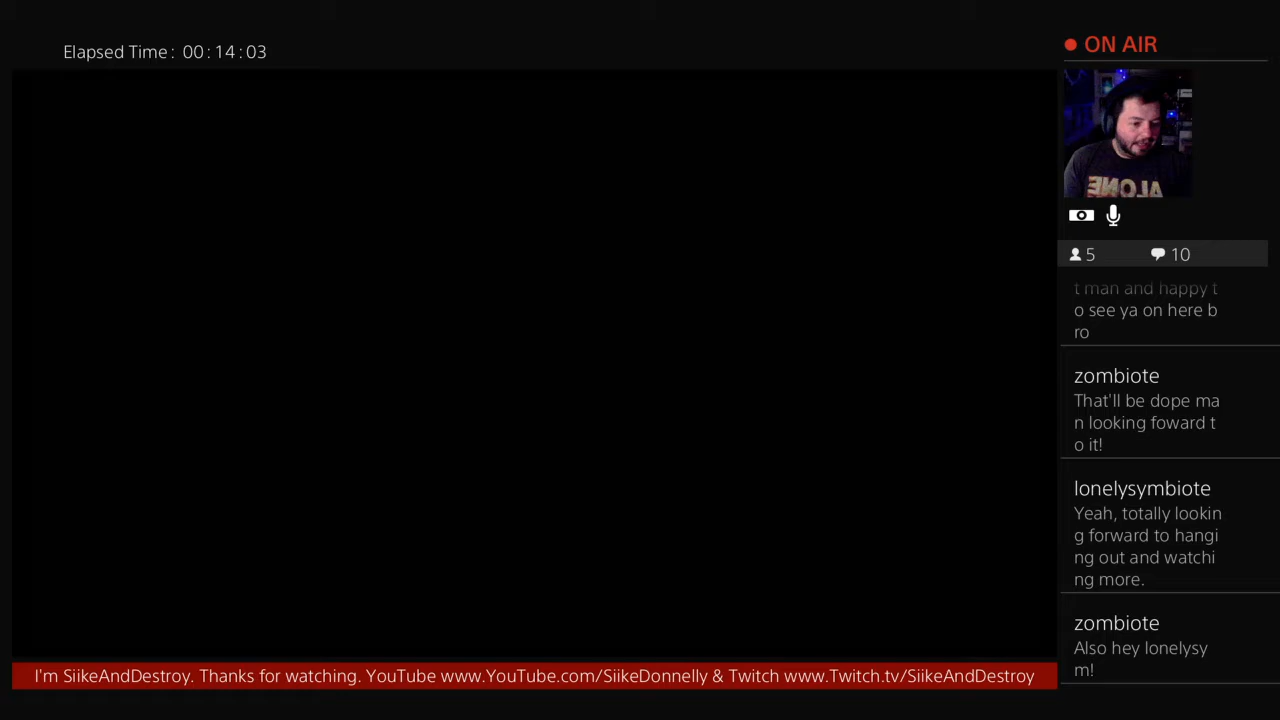 Elapsed Time: 00:14:03
ON AIR
ALONE
5 10
t man and happy t
o see ya on here b
ro
zombiote
That'll be dope ma
n looking foward t
o it!
lonelysymbiote
Yeah, totally lookin
g forward to hangi
ng out and watchi
ng more.
zombiote
Also hey lonelysy
m!
I'm SiikeAndDestroy. Thanks for watching. YouTube www.YouTube.com/SiikeDonnelly & Twitch www.Twitch.tv/SiikeAndDestroy